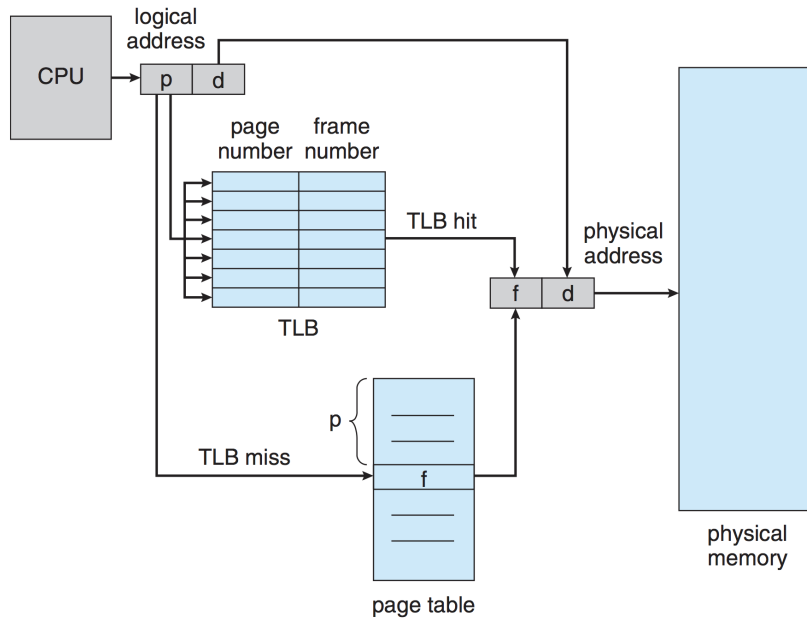 logical
address
CPU
p
d
page
number
frame
number
TLB hit
physical
address
f
d
TLB
p
TLB miss
f
physical
memory
page table